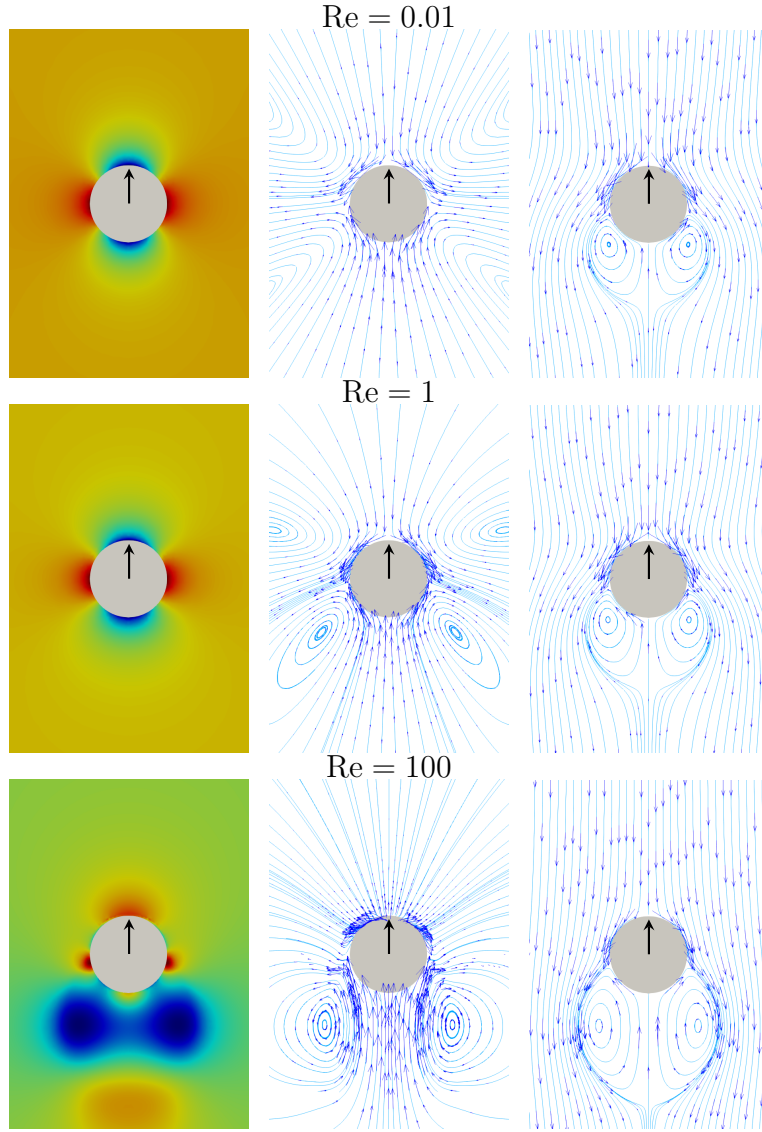 Re = 0.01
Re = 1
Re = 100